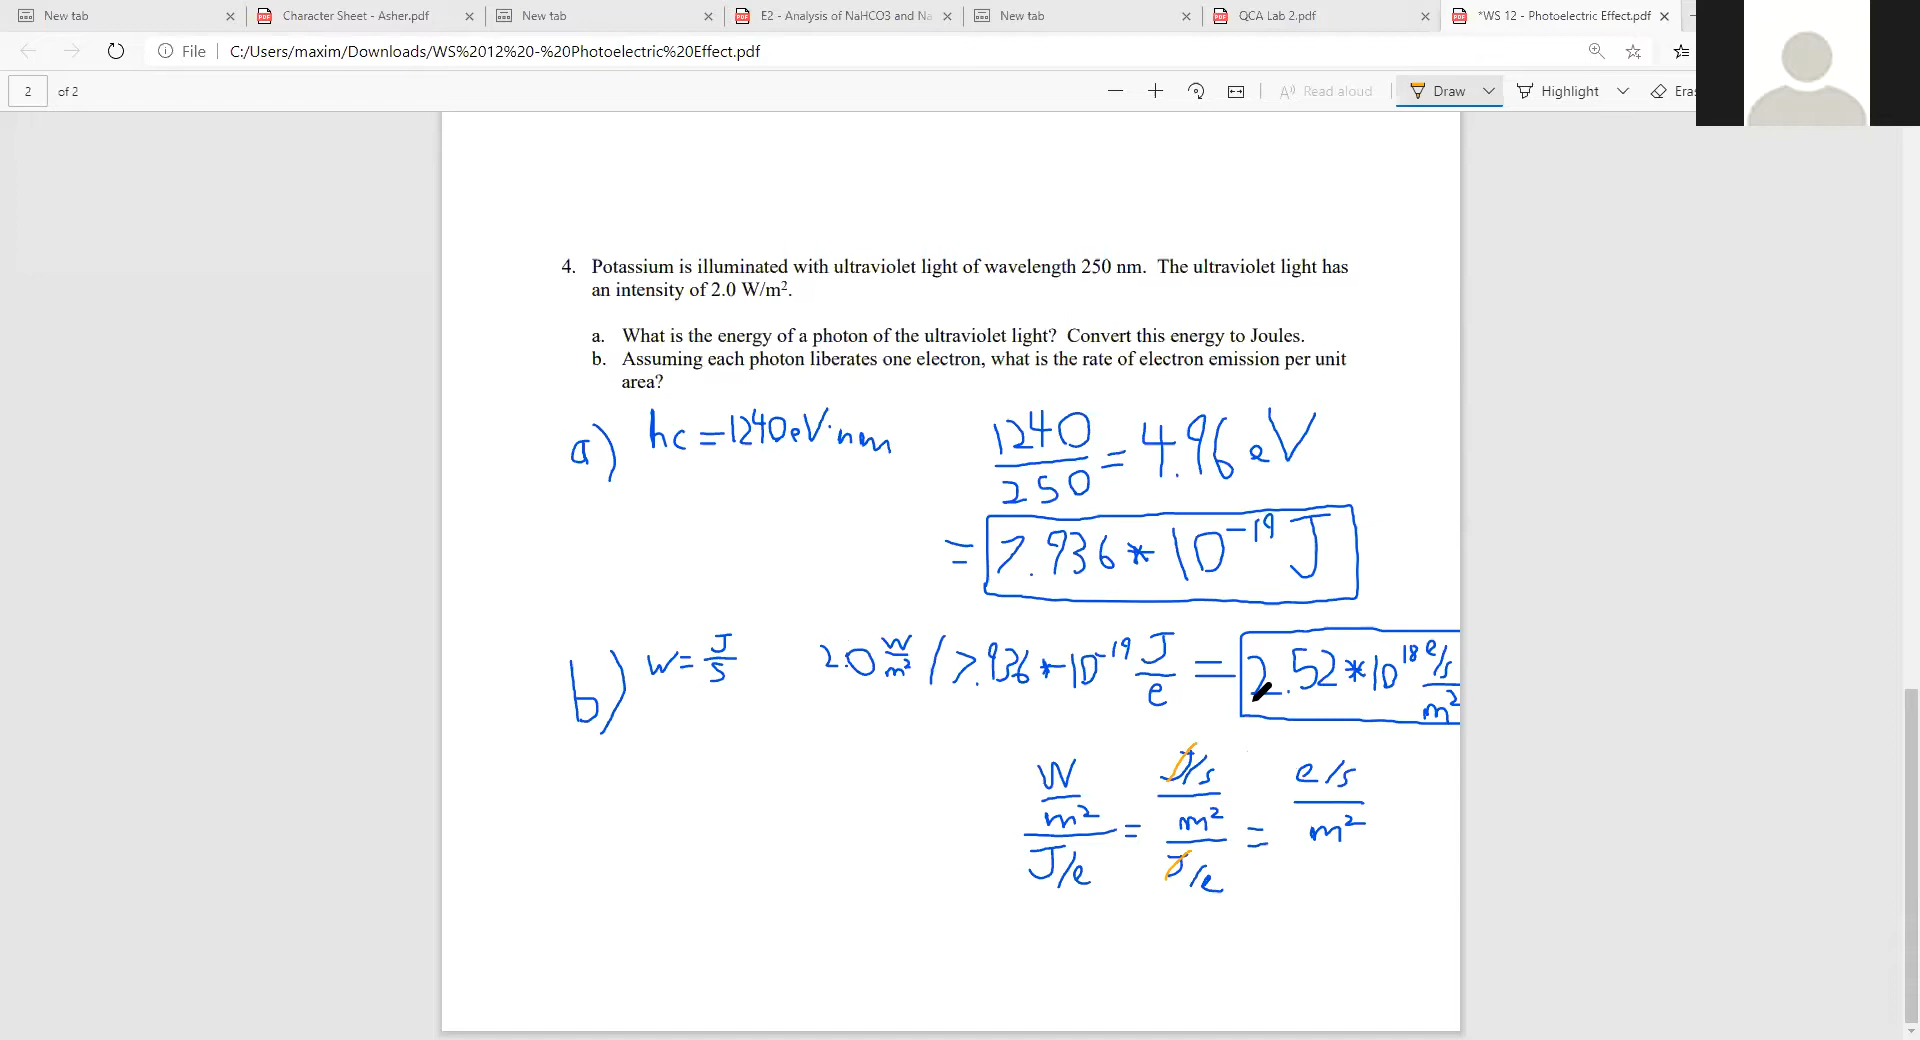 New tab
Character Sheet - Asher.pdf
New tab
E2 - Analysis of NaHCO3 and Na
New tab
QCA Lab 2.pdf
*WS 12 - Photoelectric Effect.pdf
File
C:/Users/maxim/Downloads/WS%2012%20-%20Photoelectric%20Effect.pdf
2 of 2
Read aloud
Draw
Highlight
Eras
4. Potassium is illuminated with ultraviolet light of wavelength 250 nm. The ultraviolet light has
an intensity of 2.0 W/m².
a. What is the energy of a photon of the ultraviolet light? Convert this energy to Joules.
b. Assuming each photon liberates one electron, what is the rate of electron emission per unit
area?
a) hc = 1240 eV·nm 1240/250 = 4.96 eV
= 7.936 * 10⁻¹⁹ J
b) W = J/s 2.0 W/m² / 7.936 * 10⁻¹⁹ J/e = 2.52 * 10¹⁸ e/s/m²
W/m² / J/e = J/s/m² / J/e = e/s / m²